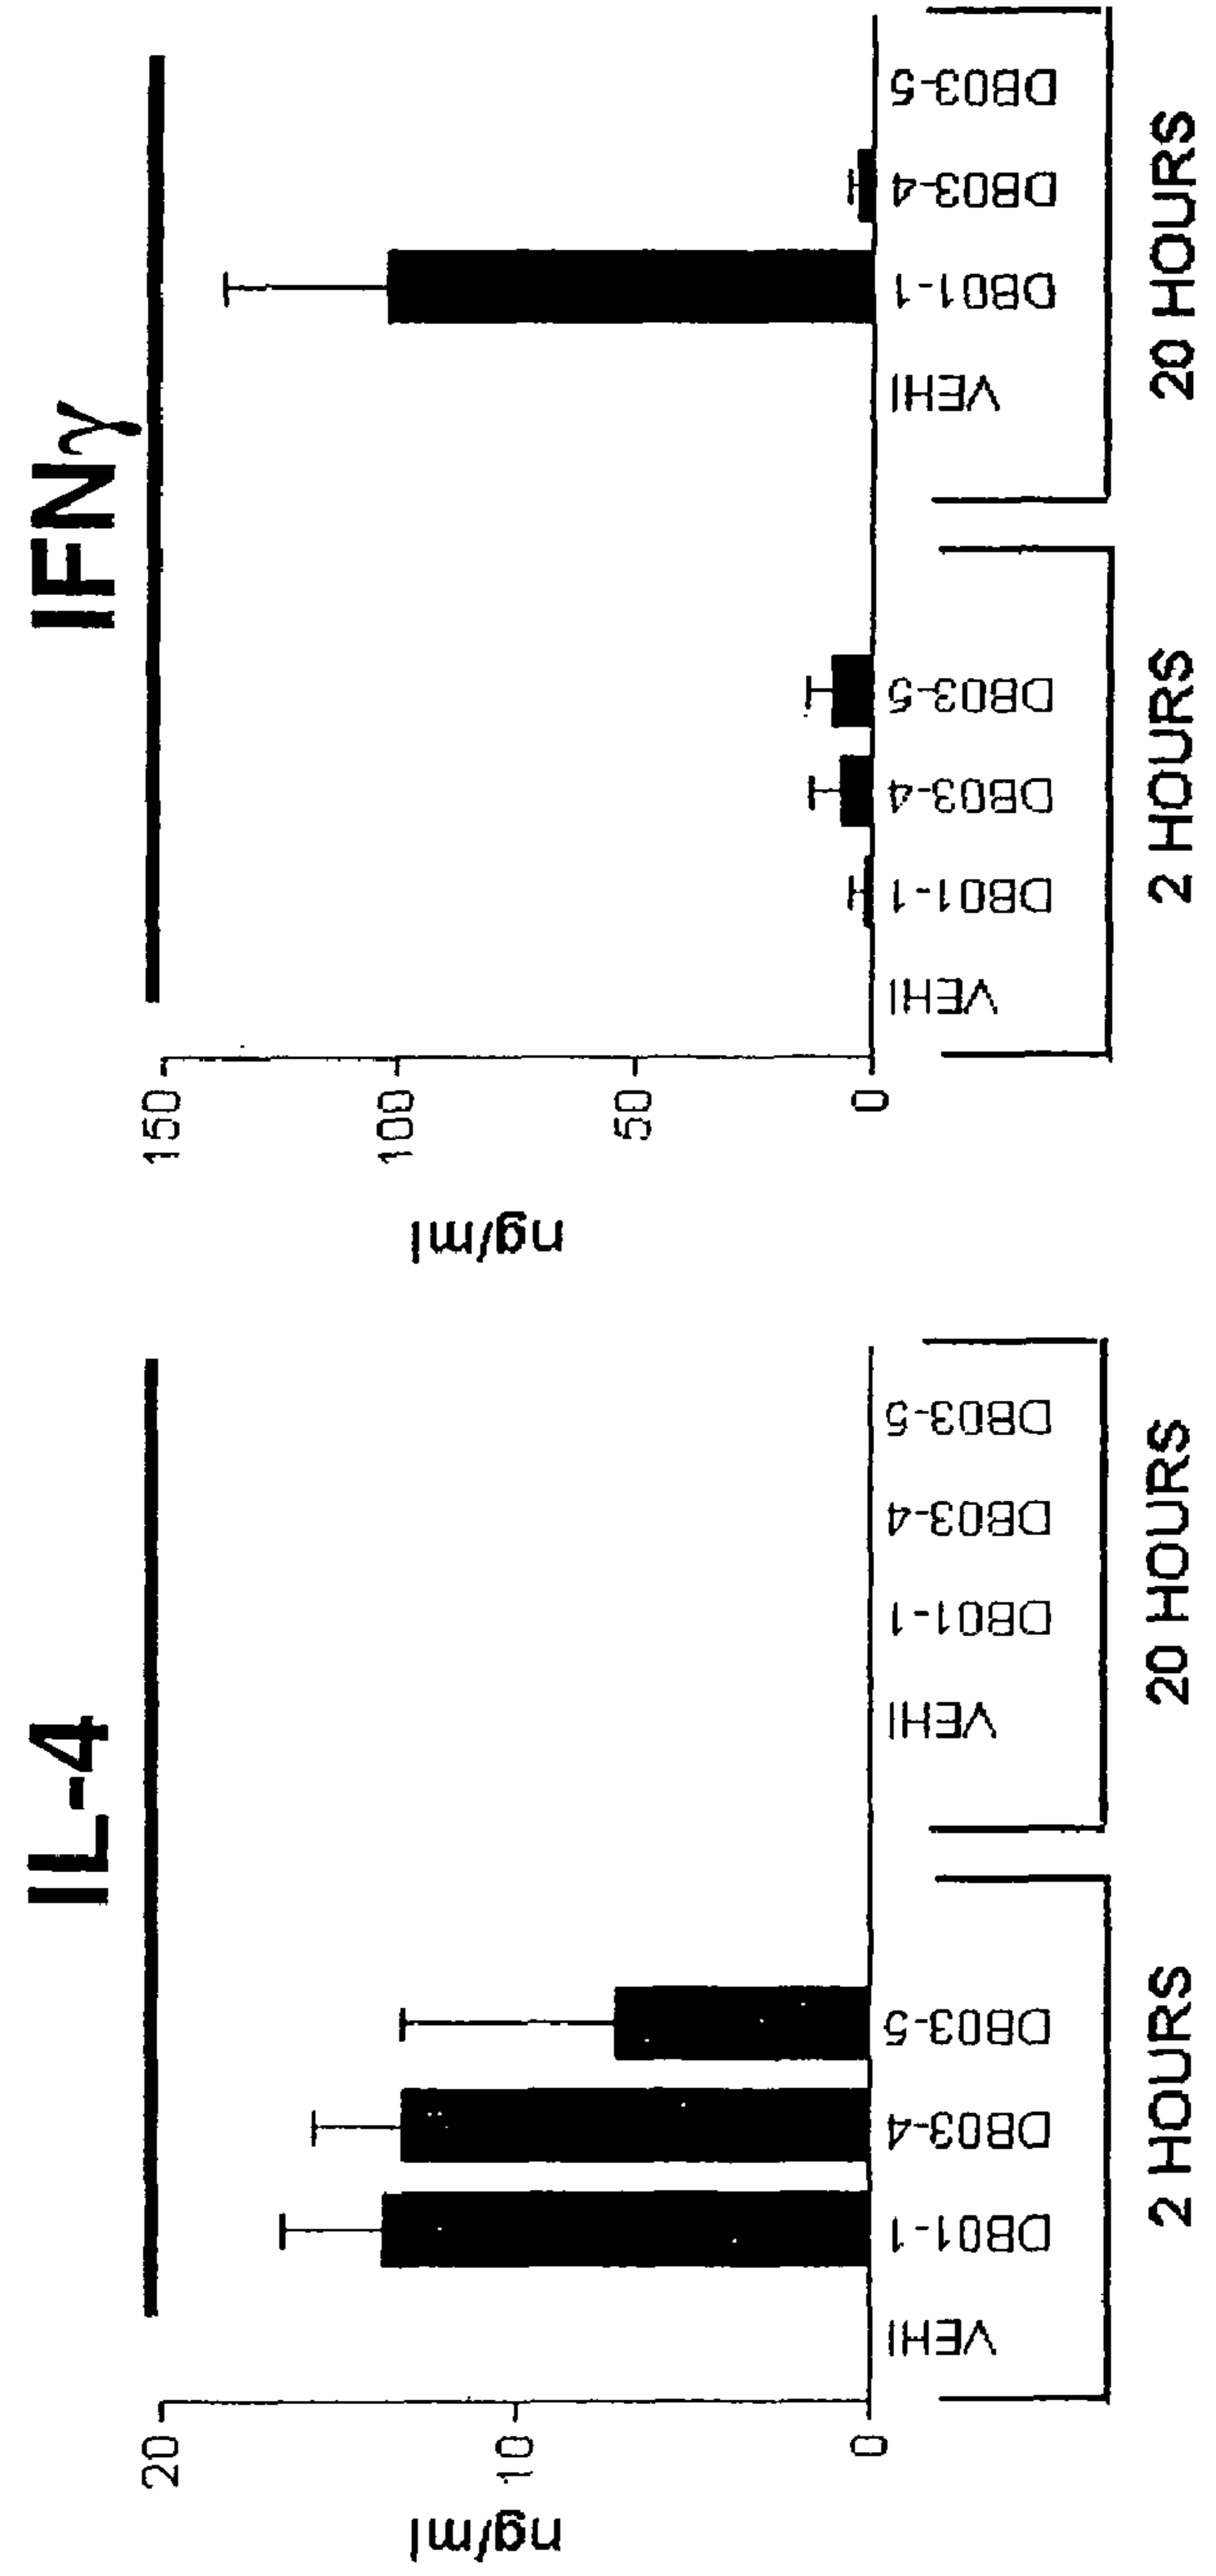 IL-4
ng/ml
20
10
0
VEHI
DB01-1
DB03-4
DB03-5
VEHI
DB01-1
DB03-4
DB03-5
2 HOURS
20 HOURS
IFNγ
ng/ml
150
100
50
0
VEHI
DB01-1
DB03-4
DB03-5
VEHI
DB01-1
DB03-4
DB03-5
2 HOURS
20 HOURS